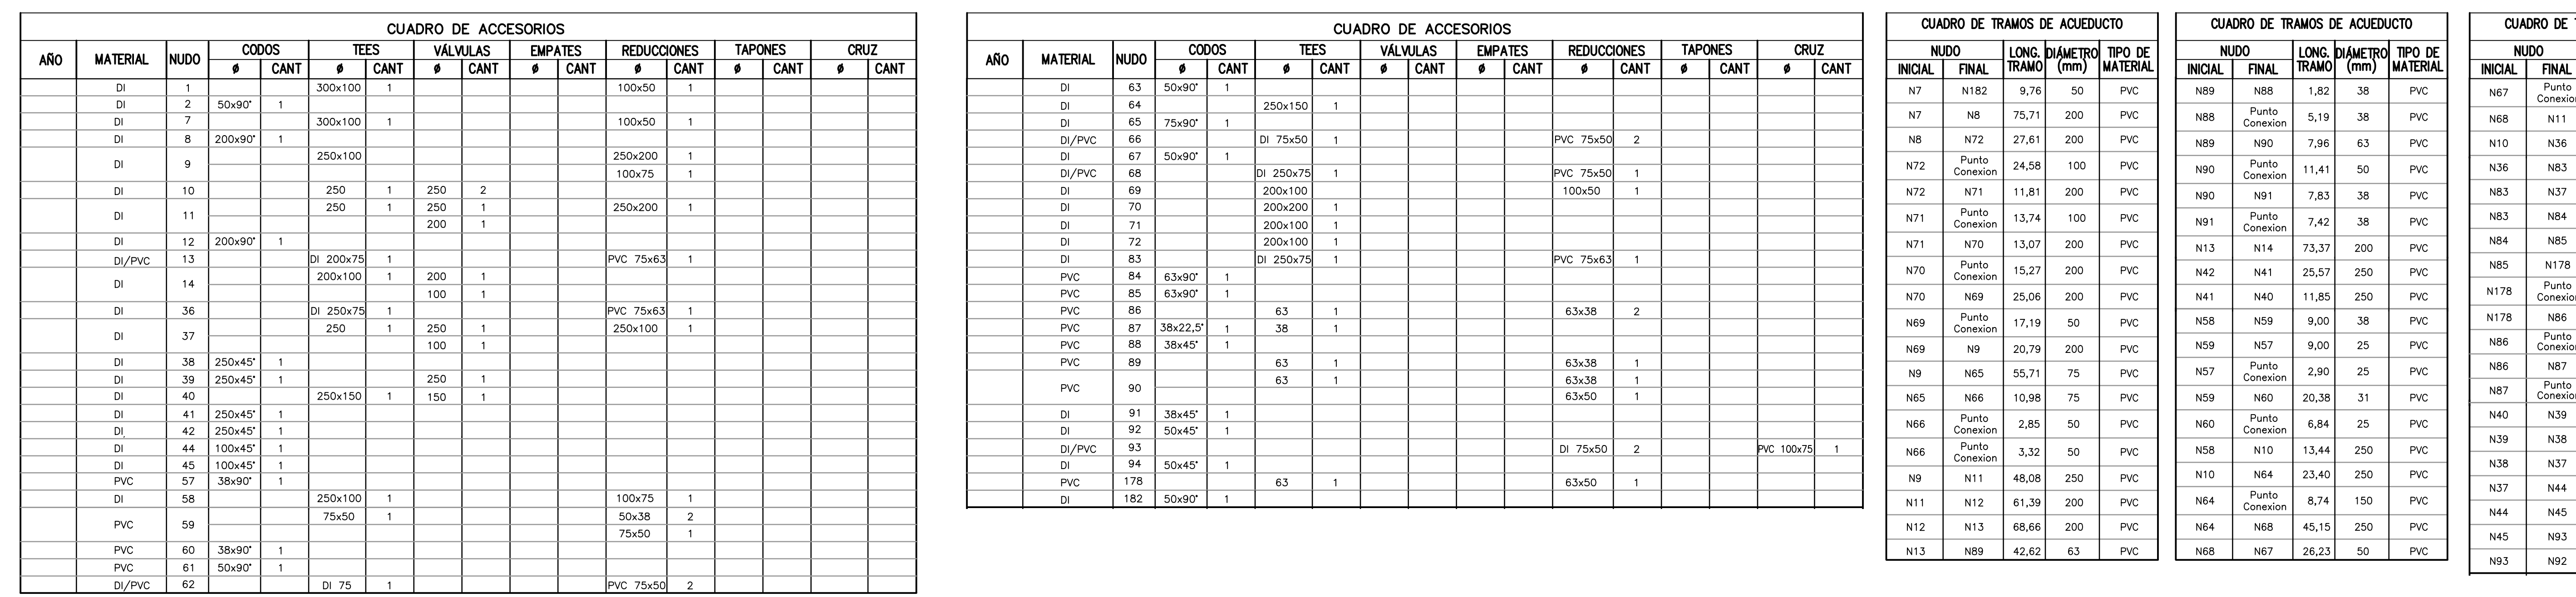 CUADRO DE ACCESORIOS
AÑO MATERIAL NUDO CODOS TEES VÁLVULAS EMPATES REDUCCIONES TAPONES CRUZ
ø CANT ø CANT ø CANT ø CANT ø CANT ø CANT ø CANT
DI 1 300x100 1 100x50 1
DI 2 50x90° 1
DI 7 300x100 1 100x50 1
DI 8 200x90° 1
DI 9 250x100 250x200 1
100x75 1
DI 10 250 1 250 2
DI 11 250 1 250 1 250x200 1
200 1
DI 12 200x90° 1
DI/PVC 13 DI 200x75 1 PVC 75x63 1
DI 14 200x100 1 200 1
100 1
DI 36 DI 250x75 1 PVC 75x63 1
DI 37 250 1 250 1 250x100 1
100 1
DI 38 250x45° 1
DI 39 250x45° 1 250 1
DI 40 250x150 1 150 1
DI 41 250x45° 1
DI 42 250x45° 1
DI 44 100x45° 1
DI 45 100x45° 1
PVC 57 38x90° 1
DI 58 250x100 1 100x75 1
PVC 59 75x50 1 50x38 2
75x50 1
PVC 60 38x90° 1
PVC 61 50x90° 1
DI/PVC 62 DI 75 1 PVC 75x50 2
CUADRO DE ACCESORIOS
AÑO MATERIAL NUDO CODOS TEES VÁLVULAS EMPATES REDUCCIONES TAPONES CRUZ
ø CANT ø CANT ø CANT ø CANT ø CANT ø CANT ø CANT
DI 63 50x90° 1
DI 64 250x150 1
DI 65 75x90° 1
DI/PVC 66 DI 75x50 1 PVC 75x50 2
DI 67 50x90° 1
DI/PVC 68 DI 250x75 1 PVC 75x50 1
DI 69 200x100 100x50 1
DI 70 200x200 1
DI 71 200x100 1
DI 72 200x100 1
DI 83 DI 250x75 1 PVC 75x63 1
PVC 84 63x90° 1
PVC 85 63x90° 1
PVC 86 63 1 63x38 2
PVC 87 38x22,5° 1 38 1
PVC 88 38x45° 1
PVC 89 63 1 63x38 1
PVC 90 63 1 63x38 1
63x50 1
DI 91 38x45° 1
DI 92 50x45° 1
DI/PVC 93 DI 75x50 2 PVC 100x75 1
DI 94 50x45° 1
PVC 178 63 1 63x50 1
DI 182 50x90° 1
CUADRO DE TRAMOS DE ACUEDUCTO
NUDO LONG. TRAMO DIÁMETRO (mm) TIPO DE MATERIAL
INICIAL FINAL
N7 N182 9,76 50 PVC
N7 N8 75,71 200 PVC
N8 N72 27,61 200 PVC
N72 Punto Conexion 24,58 100 PVC
N72 N71 11,81 200 PVC
N71 Punto Conexion 13,74 100 PVC
N71 N70 13,07 200 PVC
N70 Punto Conexion 15,27 200 PVC
N70 N69 25,06 200 PVC
N69 Punto Conexion 17,19 50 PVC
N69 N9 20,79 200 PVC
N9 N65 55,71 75 PVC
N65 N66 10,98 75 PVC
N66 Punto Conexion 2,85 50 PVC
N66 Punto Conexion 3,32 50 PVC
N9 N11 48,08 250 PVC
N11 N12 61,39 200 PVC
N12 N13 68,66 200 PVC
N13 N89 42,62 63 PVC
CUADRO DE TRAMOS DE ACUEDUCTO
NUDO LONG. TRAMO DIÁMETRO (mm) TIPO DE MATERIAL
INICIAL FINAL
N89 N88 1,82 38 PVC
N88 Punto Conexion 5,19 38 PVC
N89 N90 7,96 63 PVC
N90 Punto Conexion 11,41 50 PVC
N90 N91 7,83 38 PVC
N91 Punto Conexion 7,42 38 PVC
N13 N14 73,37 200 PVC
N42 N41 25,57 250 PVC
N41 N40 11,85 250 PVC
N58 N59 9,00 38 PVC
N59 N57 9,00 25 PVC
N57 Punto Conexion 2,90 25 PVC
N59 N60 20,38 31 PVC
N60 Punto Conexion 6,84 25 PVC
N58 N10 13,44 250 PVC
N10 N64 23,40 250 PVC
N64 Punto Conexion 8,74 150 PVC
N64 N68 45,15 250 PVC
N68 N67 26,23 50 PVC
CUADRO DE
NUDO
INICIAL FINAL
N67 Punto
N68 N11
N10 N36
N36 N83
N83 N37
N83 N84
N84 N85
N85 N178
N178 Punto
N178 N86
N86 Punto
N86 N87
N87 Punto
N40 N39
N39 N38
N38 N37
N37 N44
N44 N45
N45 N93
N93 N92